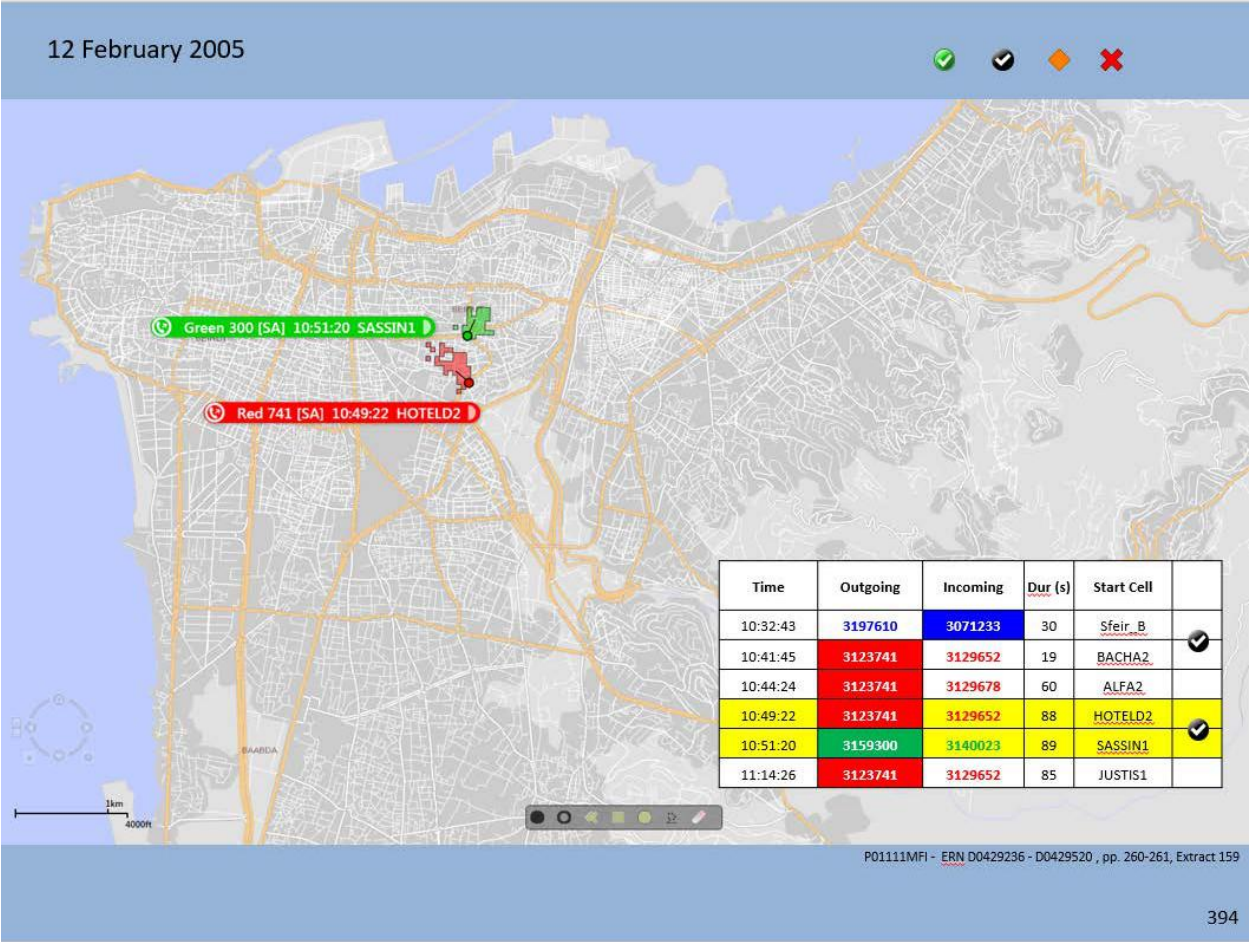 12 February 2005
Green 300 [SA] 10:51:20 SASSIN1
Red 741 [SA] 10:49:22 HOTELD2
Time Outgoing Incoming Dur (s) Start Cell
10:32:43 3197610 3071233 30 Sfeir_B
10:41:45 3123741 3129652 19 BACHA2
10:44:24 3123741 3129678 60 ALFA2
10:49:22 3123741 3129652 88 HOTELD2
10:51:20 3159300 3140023 89 SASSIN1
11:14:26 3123741 3129652 85 JUSTIS1
BAABDA
1km
4000ft
P01111MFI - ERN D0429236 - D0429520 , pp. 260-261, Extract 159
394